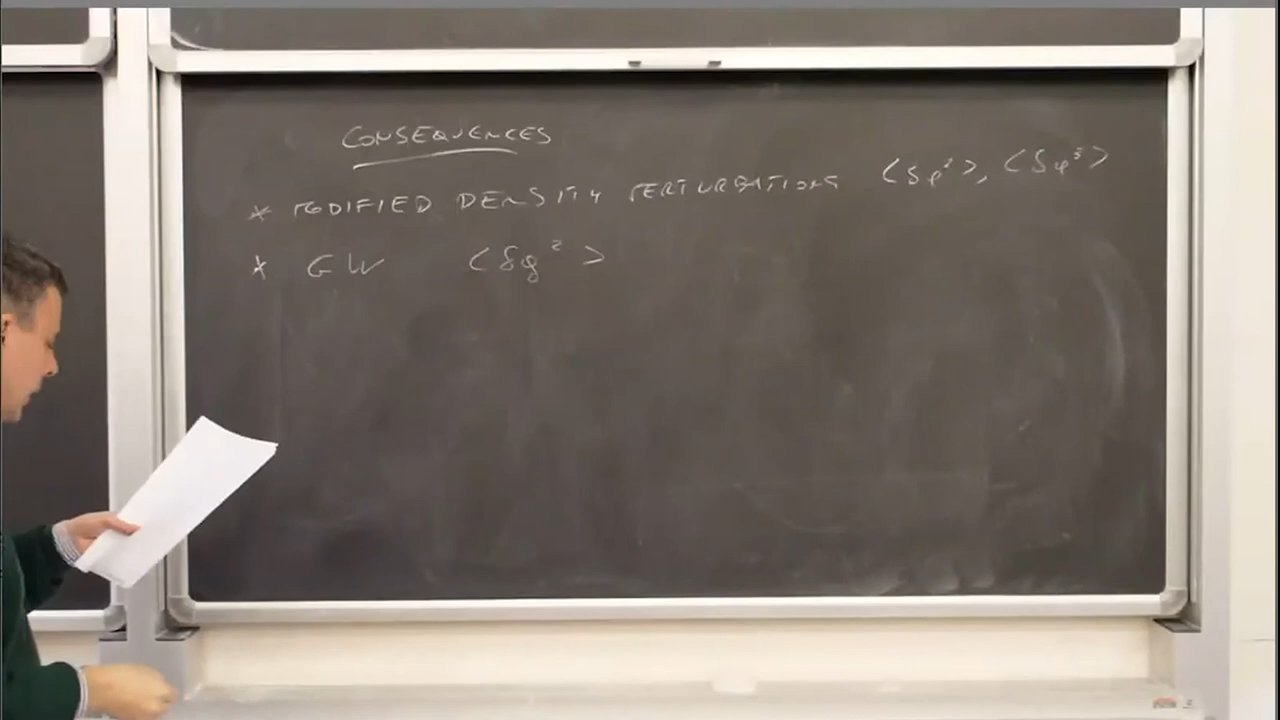 CONSEQUENCES
* MODIFIED DENSITY PERTURBATIONS ⟨δφ²⟩, ⟨δφ³⟩
* GW ⟨δg²⟩